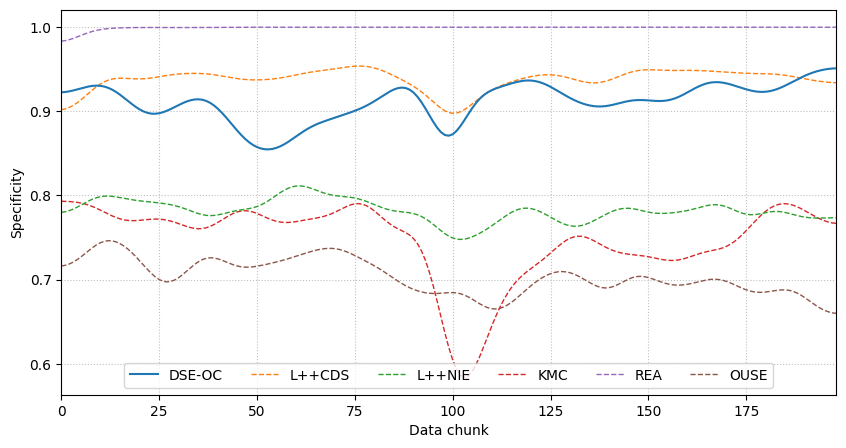 1.0
0.9
0.8
0.7
0.6
Specificity
DSE-OC L++CDS L++NIE KMC REA OUSE
0 25 50 75 100 125 150 175
Data chunk